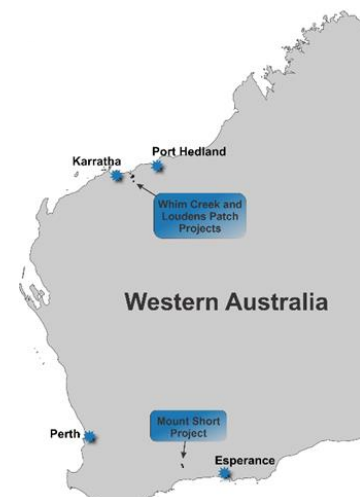 Port Hedland
Karratha
Whim Creek and
Loudens Patch
Projects
Western Australia
Mount Short
Project
Perth
Esperance